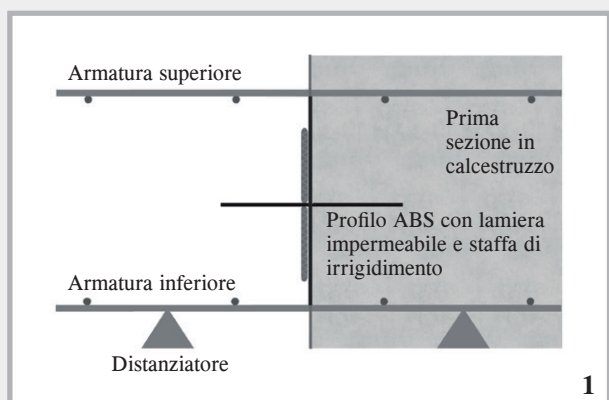 Armatura superiore
Prima
sezione in
calcestruzzo
Profilo ABS con lamiera
impermeabile e staffa di
irrigidimento
Armatura inferiore
Distanziatore
1